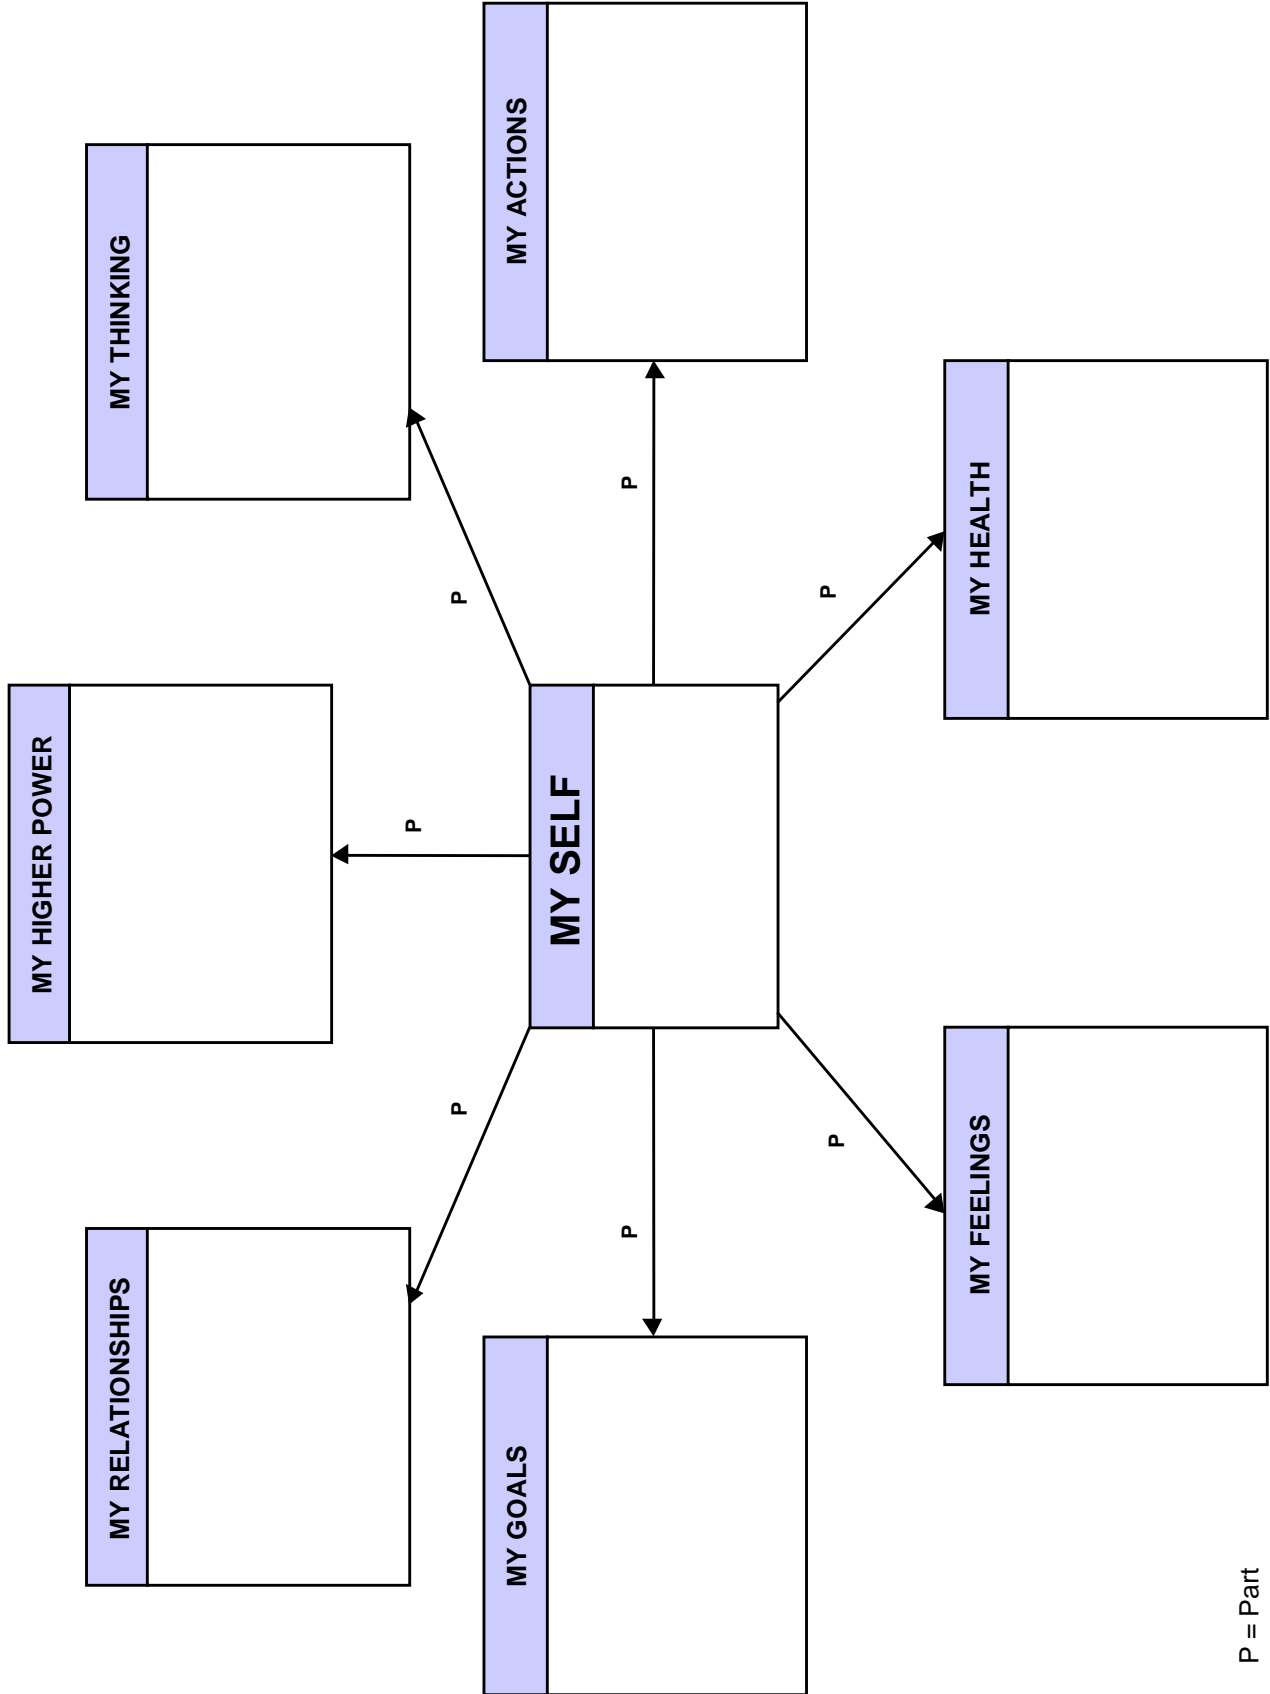 MY HIGHER POWER
MY RELATIONSHIPS
MY THINKING
P
P
P
MY GOALS
MY SELF
MY ACTIONS
P
P
P
P
MY FEELINGS
MY HEALTH
P = Part